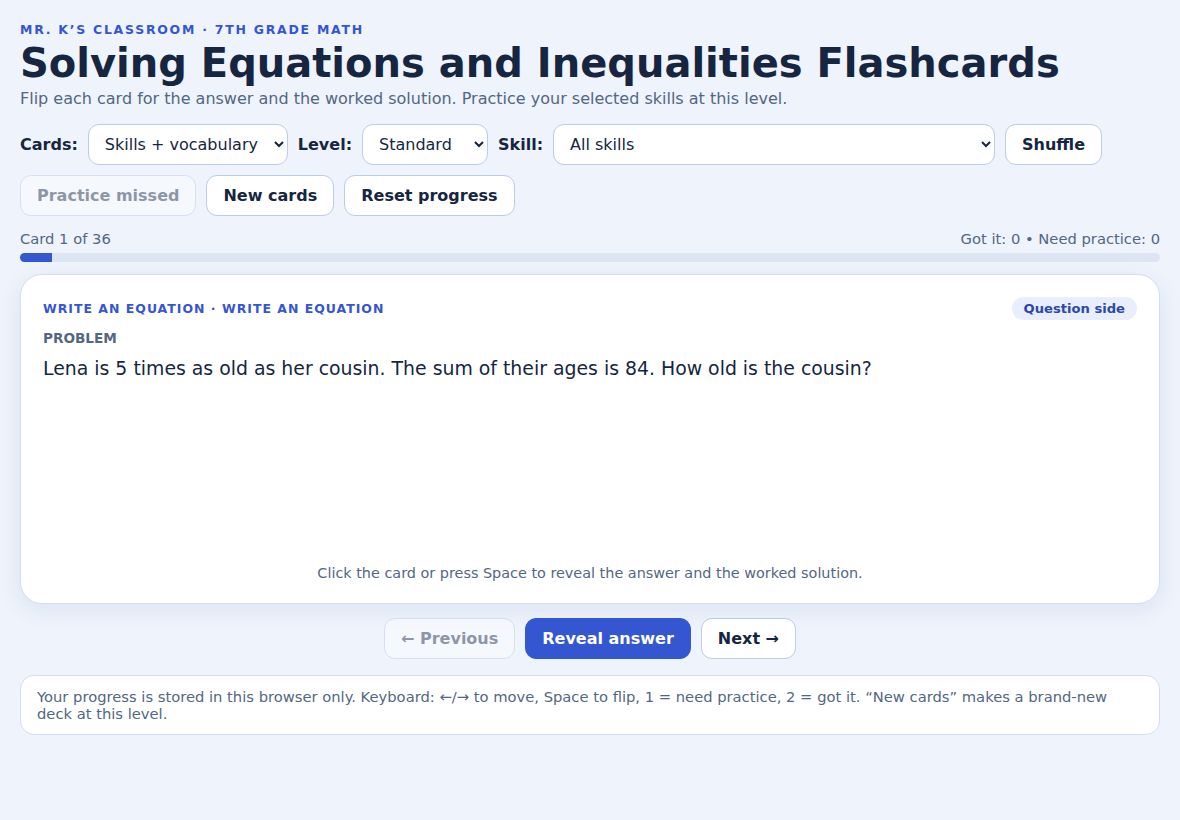 MR. K’S CLASSROOM · 7TH GRADE MATH
Solving Equations and Inequalities Flashcards
Flip each card for the answer and the worked solution. Practice your selected skills at this level.
Cards: Skills + vocabulary Level: Standard Skill: All skills Shuffle
Practice missed New cards Reset progress
Card 1 of 36 Got it: 0 • Need practice: 0
WRITE AN EQUATION · WRITE AN EQUATION Question side
PROBLEM
Lena is 5 times as old as her cousin. The sum of their ages is 84. How old is the cousin?
Click the card or press Space to reveal the answer and the worked solution.
← Previous Reveal answer Next →
Your progress is stored in this browser only. Keyboard: ←/→ to move, Space to flip, 1 = need practice, 2 = got it. “New cards” makes a brand-new
deck at this level.